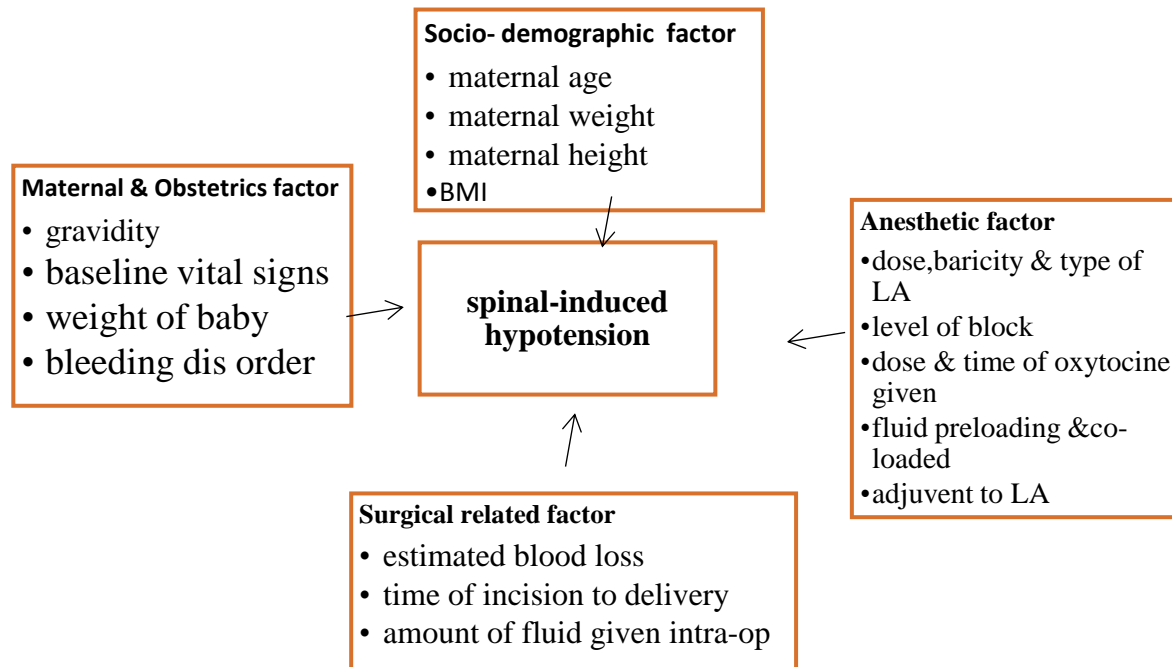 Socio- demographic factor
• maternal age
• maternal weight
• maternal height
•BMI
Maternal & Obstetrics factor
• gravidity
• baseline vital signs
• weight of baby
• bleeding dis order
spinal-induced
hypotension
Anesthetic factor
•dose,baricity & type of
LA
•level of block
•dose & time of oxytocine
given
•fluid preloading &co-
loaded
•adjuvent to LA
Surgical related factor
• estimated blood loss
• time of incision to delivery
• amount of fluid given intra-op